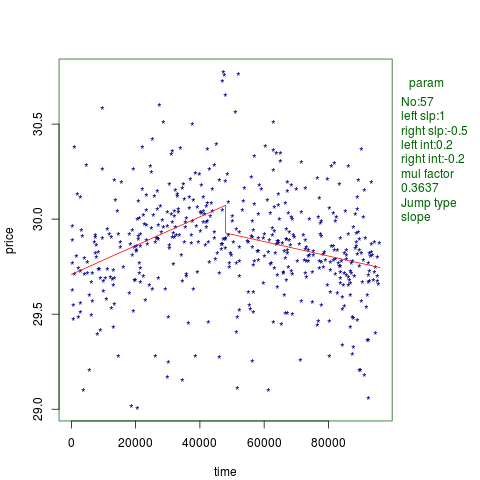 param
No:57
left slp:1
right slp:-0.5
left int:0.2
right int:-0.2
mul factor
0.3637
Jump type
slope
30.5
30.0
29.5
29.0
price
0 20000 40000 60000 80000
time